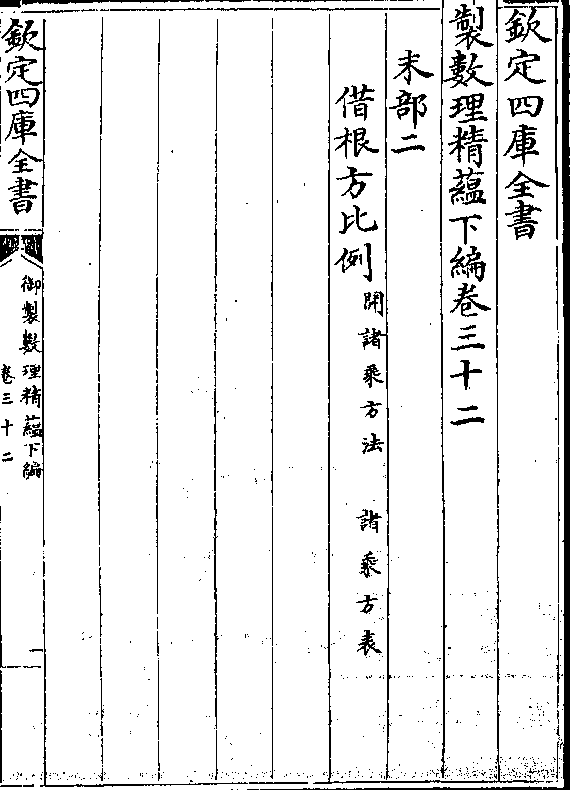 欽定四庫全書
製數理精蘊下編卷三十二
末部二
借根方比例 開諸乘方法 諸乘方表
欽定四庫全書
御製數理精蘊下編
卷三十二
一